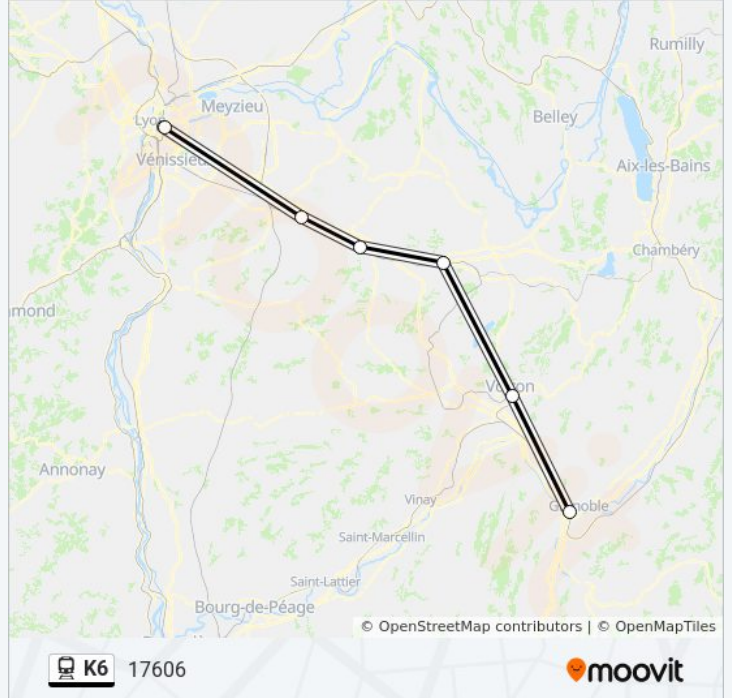 Rumilly
Meyzieu
Lyon
Belley
Vénissieux
Aix-les-Bains
Chambéry
mond
Voiron
Annonay
Vinay
Grenoble
Saint-Marcellin
Saint-Lattier
Bourg-de-Péage
© OpenStreetMap contributors | © OpenMapTiles
K6 17606
moovit